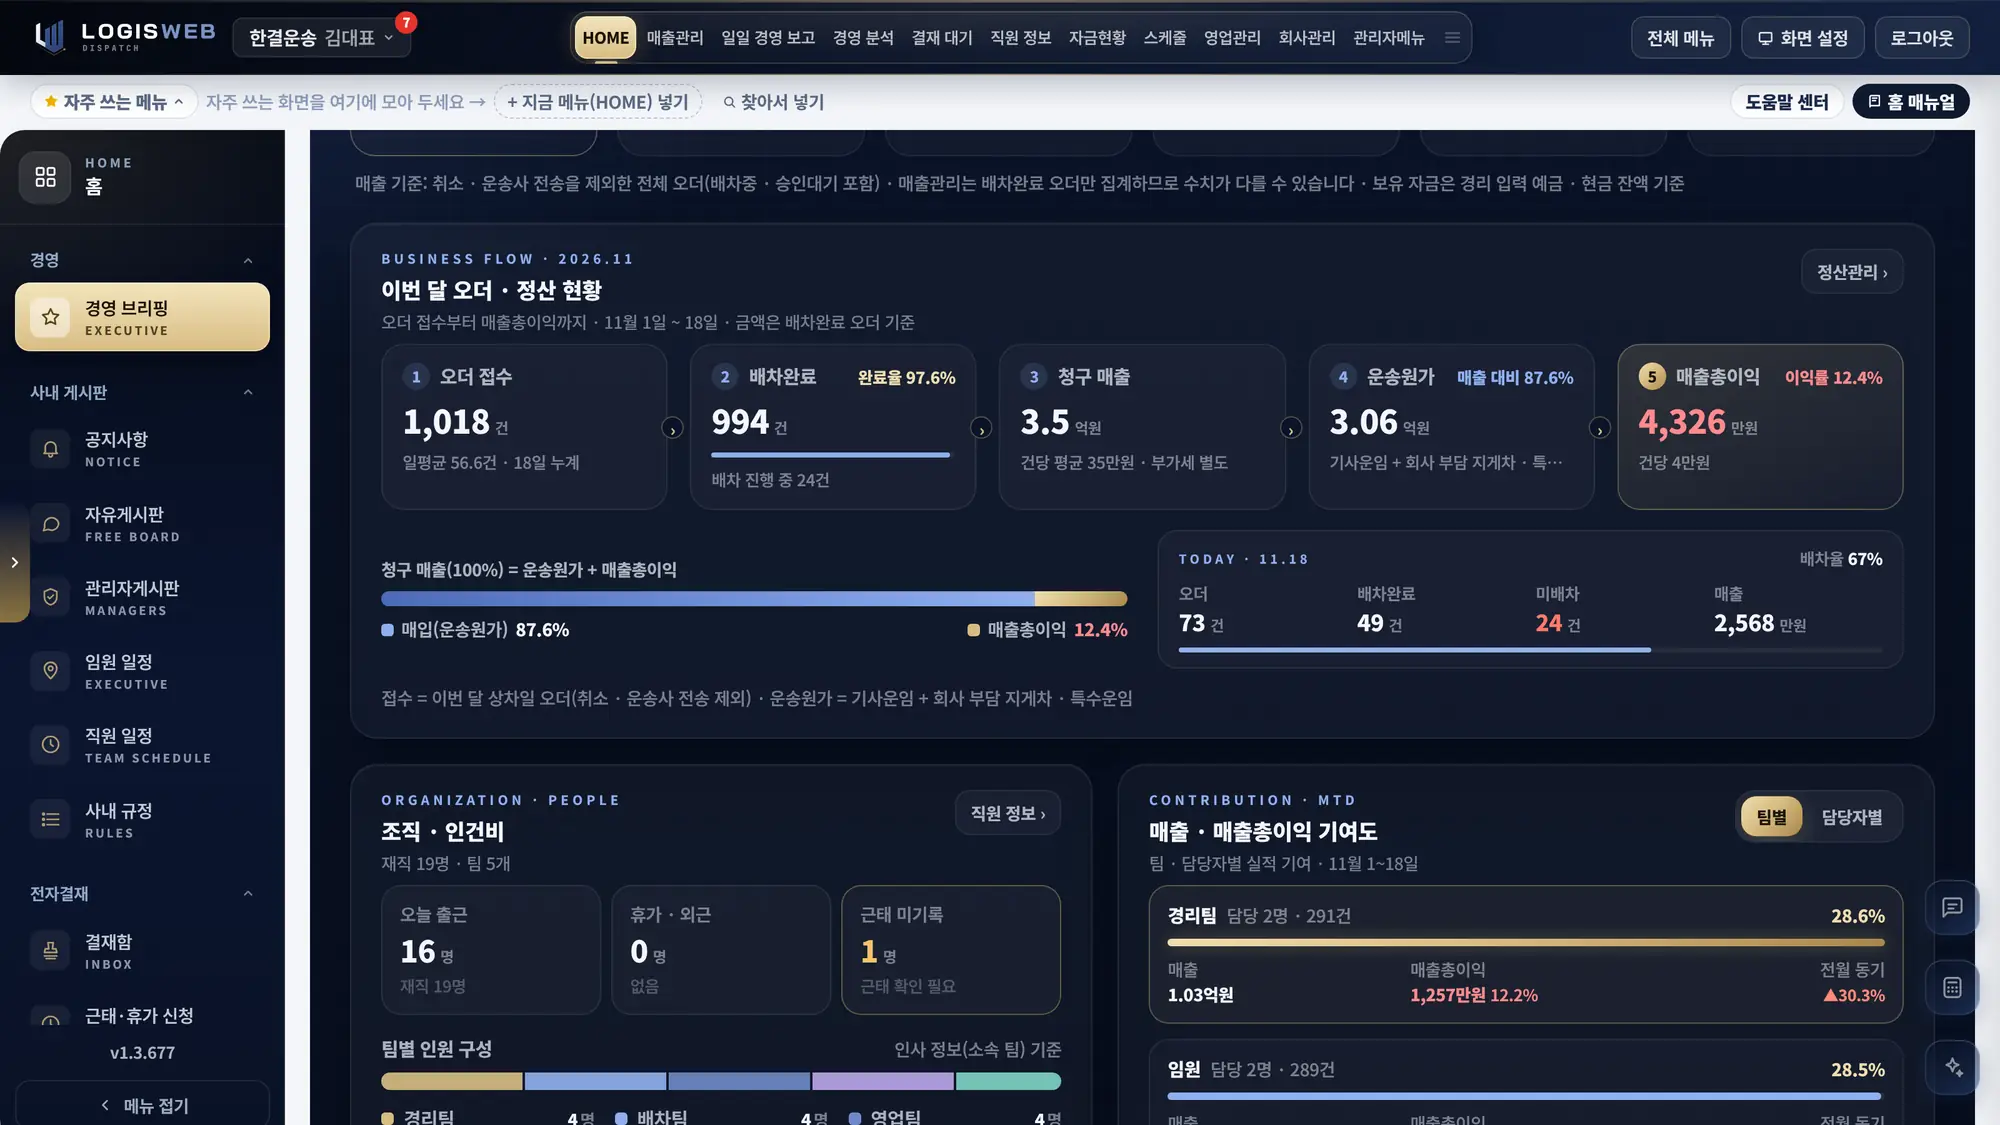 LOGISWEB
DISPATCH
한결운송 김대표
7
HOME 매출관리 일일 경영 보고 경영 분석 결재 대기 직원 정보 자금현황 스케줄 영업관리 회사관리 관리자메뉴
전체 메뉴
화면 설정
로그아웃
자주 쓰는 메뉴
자주 쓰는 화면을 여기에 모아 두세요 →
+ 지금 메뉴(HOME) 넣기
찾아서 넣기
도움말 센터
홈 매뉴얼
HOME
홈
경영
경영 브리핑
EXECUTIVE
사내 게시판
공지사항
NOTICE
자유게시판
FREE BOARD
관리자게시판
MANAGERS
임원 일정
EXECUTIVE
직원 일정
TEAM SCHEDULE
사내 규정
RULES
전자결재
결재함
INBOX
근태·휴가 신청
v1.3.677
메뉴 접기
매출 기준: 취소 · 운송사 전송을 제외한 전체 오더(배차중 · 승인대기 포함) · 매출관리는 배차완료 오더만 집계하므로 수치가 다를 수 있습니다 · 보유 자금은 경리 입력 예금 · 현금 잔액 기준
BUSINESS FLOW · 2026.11
이번 달 오더 · 정산 현황
오더 접수부터 매출총이익까지 · 11월 1일 ~ 18일 · 금액은 배차완료 오더 기준
정산관리 ›
1 오더 접수
1,018 건
일평균 56.6건 · 18일 누계
2 배차완료 완료율 97.6%
994 건
배차 진행 중 24건
3 청구 매출
3.5 억원
건당 평균 35만원 · 부가세 별도
4 운송원가 매출 대비 87.6%
3.06 억원
기사운임 + 회사 부담 지게차 · 특···
5 매출총이익 이익률 12.4%
4,326 만원
건당 4만원
청구 매출(100%) = 운송원가 + 매출총이익
매입(운송원가) 87.6%
매출총이익 12.4%
TODAY · 11.18
배차율 67%
오더 배차완료 미배차 매출
73 건 49 건 24 건 2,568 만원
접수 = 이번 달 상차일 오더(취소 · 운송사 전송 제외) · 운송원가 = 기사운임 + 회사 부담 지게차 · 특수운임
ORGANIZATION · PEOPLE
조직 · 인건비
재직 19명 · 팀 5개
직원 정보 ›
오늘 출근
16 명
재직 19명
휴가 · 외근
0 명
없음
근태 미기록
1 명
근태 확인 필요
팀별 인원 구성
인사 정보(소속 팀) 기준
경리팀 4명 배차팀 4명 영업팀 4명
CONTRIBUTION · MTD
매출 · 매출총이익 기여도
팀 · 담당자별 실적 기여 · 11월 1~18일
팀별 담당자별
경리팀 담당 2명 · 291건 28.6%
매출 매출총이익 전월 동기
1.03억원 1,257만원 12.2% ▲30.3%
임원 담당 2명 · 289건 28.5%
매출 매출총이익 전월 동기